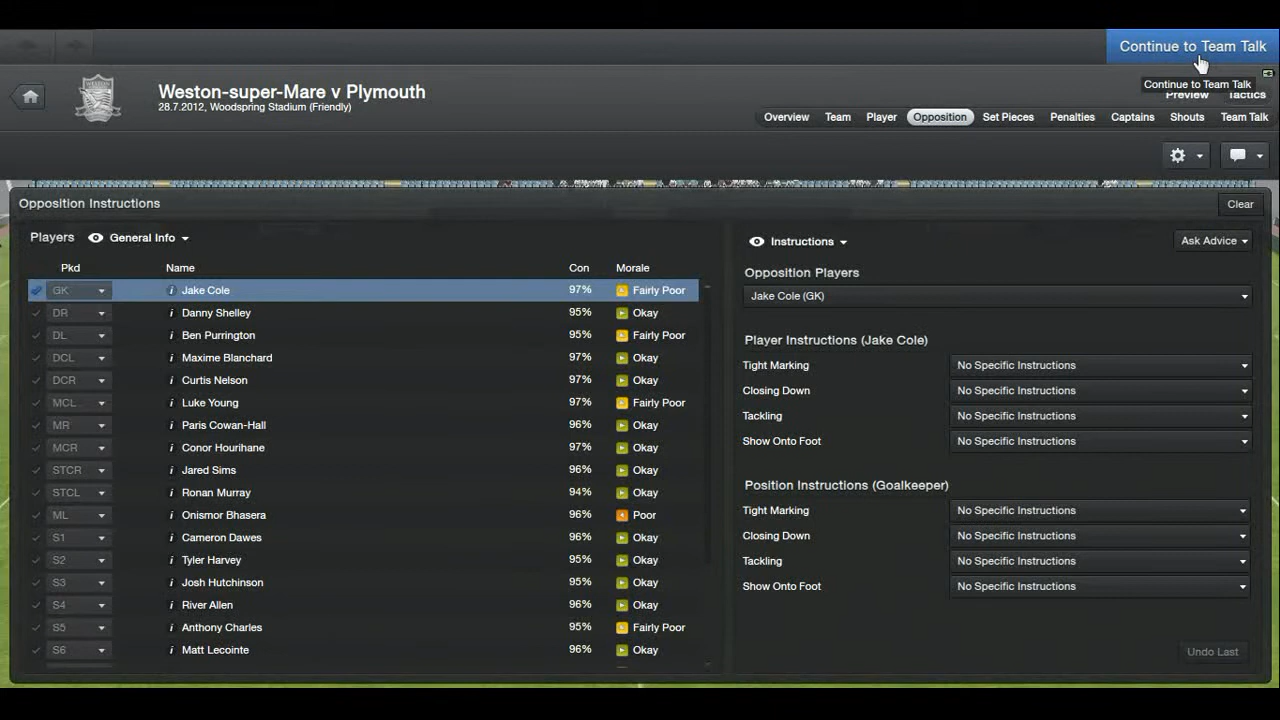 Continue to Team Talk
Continue to Team Talk
Weston-super-Mare v Plymouth
28.7.2012, Woodspring Stadium (Friendly)
Preview Tactics
Overview Team Player Opposition Set Pieces Penalties Captains Shouts Team Talk
Opposition Instructions
Clear
Players General Info
Instructions Ask Advice
Pkd Name Con Morale
GK i Jake Cole 97% Fairly Poor
DR i Danny Shelley 95% Okay
DL i Ben Purrington 95% Fairly Poor
DCL i Maxime Blanchard 97% Okay
DCR i Curtis Nelson 97% Okay
MCL i Luke Young 97% Fairly Poor
MR i Paris Cowan-Hall 96% Okay
MCR i Conor Hourihane 97% Okay
STCR i Jared Sims 96% Okay
STCL i Ronan Murray 94% Okay
ML i Onismor Bhasera 96% Poor
S1 i Cameron Dawes 96% Okay
S2 i Tyler Harvey 95% Okay
S3 i Josh Hutchinson 95% Okay
S4 i River Allen 96% Okay
S5 i Anthony Charles 95% Fairly Poor
S6 i Matt Lecointe 96% Okay
Opposition Players
Jake Cole (GK)
Player Instructions (Jake Cole)
Tight Marking No Specific Instructions
Closing Down No Specific Instructions
Tackling No Specific Instructions
Show Onto Foot No Specific Instructions
Position Instructions (Goalkeeper)
Tight Marking No Specific Instructions
Closing Down No Specific Instructions
Tackling No Specific Instructions
Show Onto Foot No Specific Instructions
Undo Last